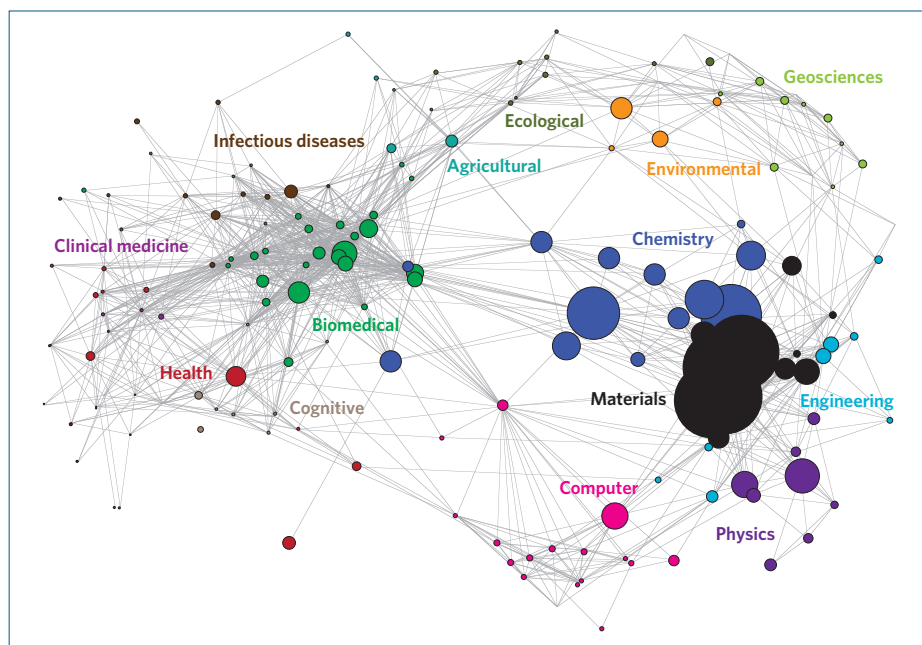 Geosciences
Ecological
Infectious diseases
Agricultural
Environmental
Chemistry
Clinical medicine
Biomedical
Health
Materials
Engineering
Cognitive
Computer
Physics